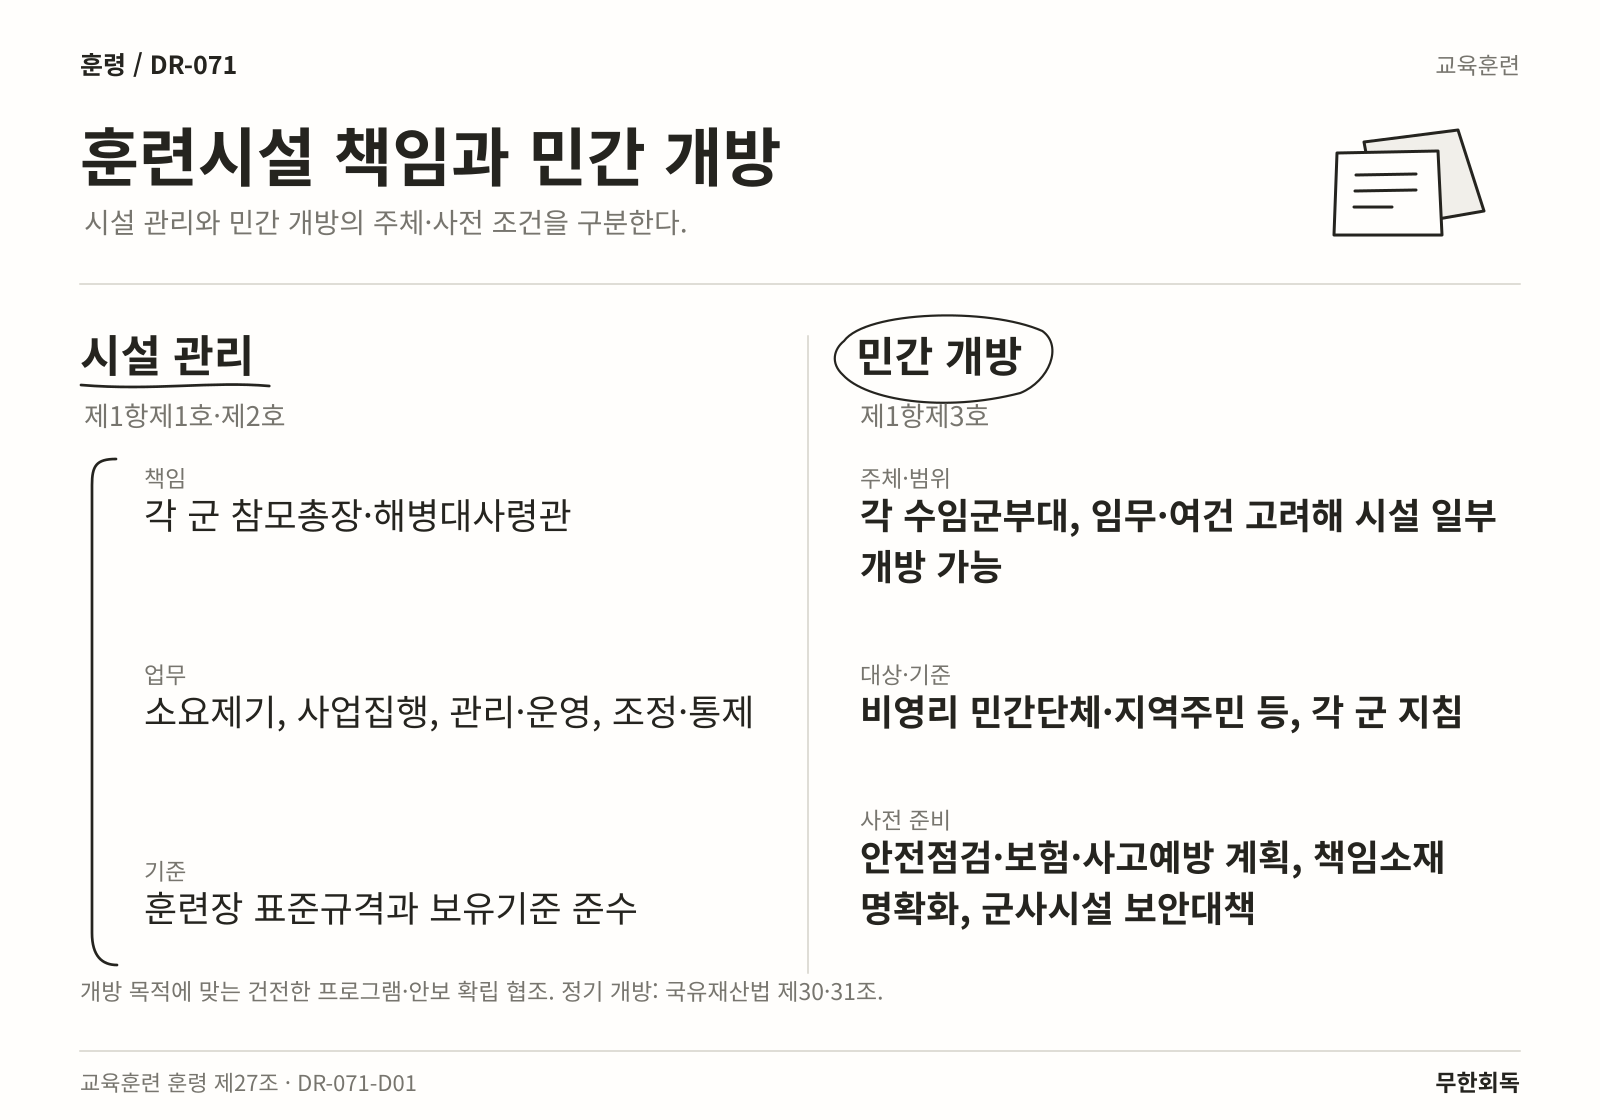 훈령 / DR-071
교육훈련
훈련시설 책임과 민간 개방
시설 관리와 민간 개방의 주체·사전 조건을 구분한다.
시설 관리
제1항제1호·제2호
책임
각 군 참모총장·해병대사령관
업무
소요제기, 사업집행, 관리·운영, 조정·통제
기준
훈련장 표준규격과 보유기준 준수
민간 개방
제1항제3호
주체·범위
각 수임군부대, 임무·여건 고려해 시설 일부
개방 가능
대상·기준
비영리 민간단체·지역주민 등, 각 군 지침
사전 준비
안전점검·보험·사고예방 계획, 책임소재
명확화, 군사시설 보안대책
개방 목적에 맞는 건전한 프로그램·안보 확립 협조. 정기 개방: 국유재산법 제30·31조.
교육훈련 훈령 제27조 · DR-071-D01
무한회독